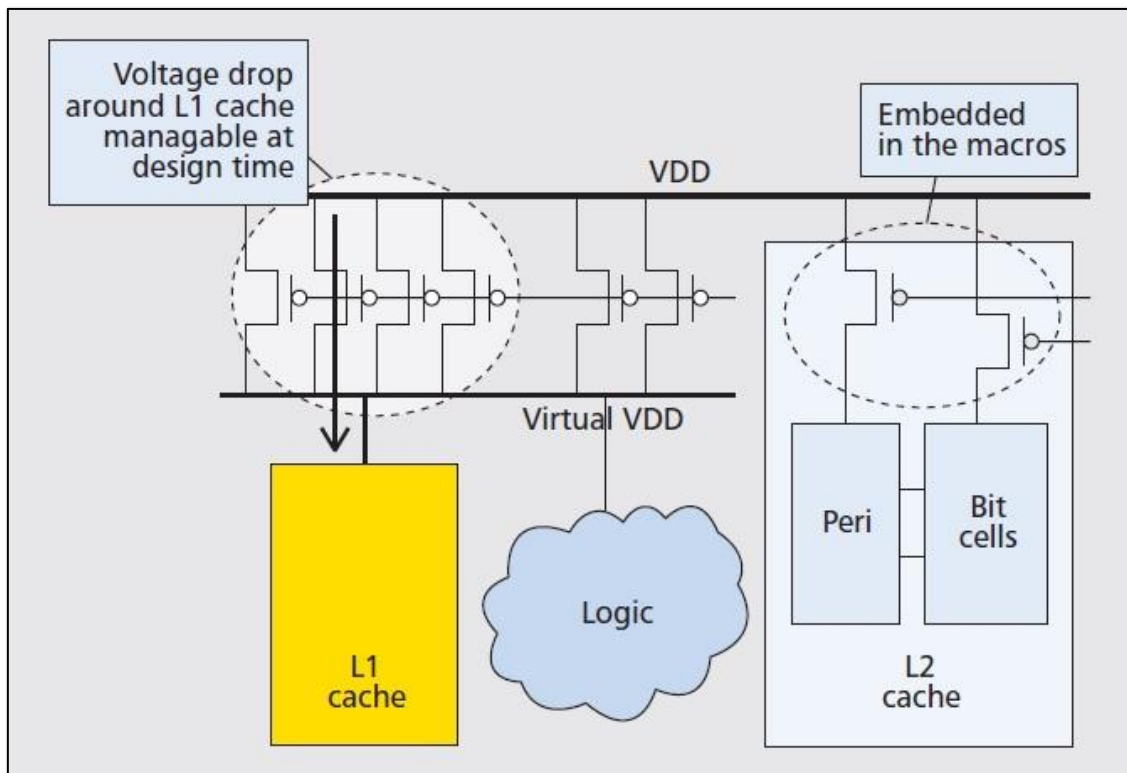 Voltage drop
around L1 cache
managable at
design time
Embedded
in the macros
VDD
Virtual VDD
Peri
Bit
cells
Logic
L1
cache
L2
cache